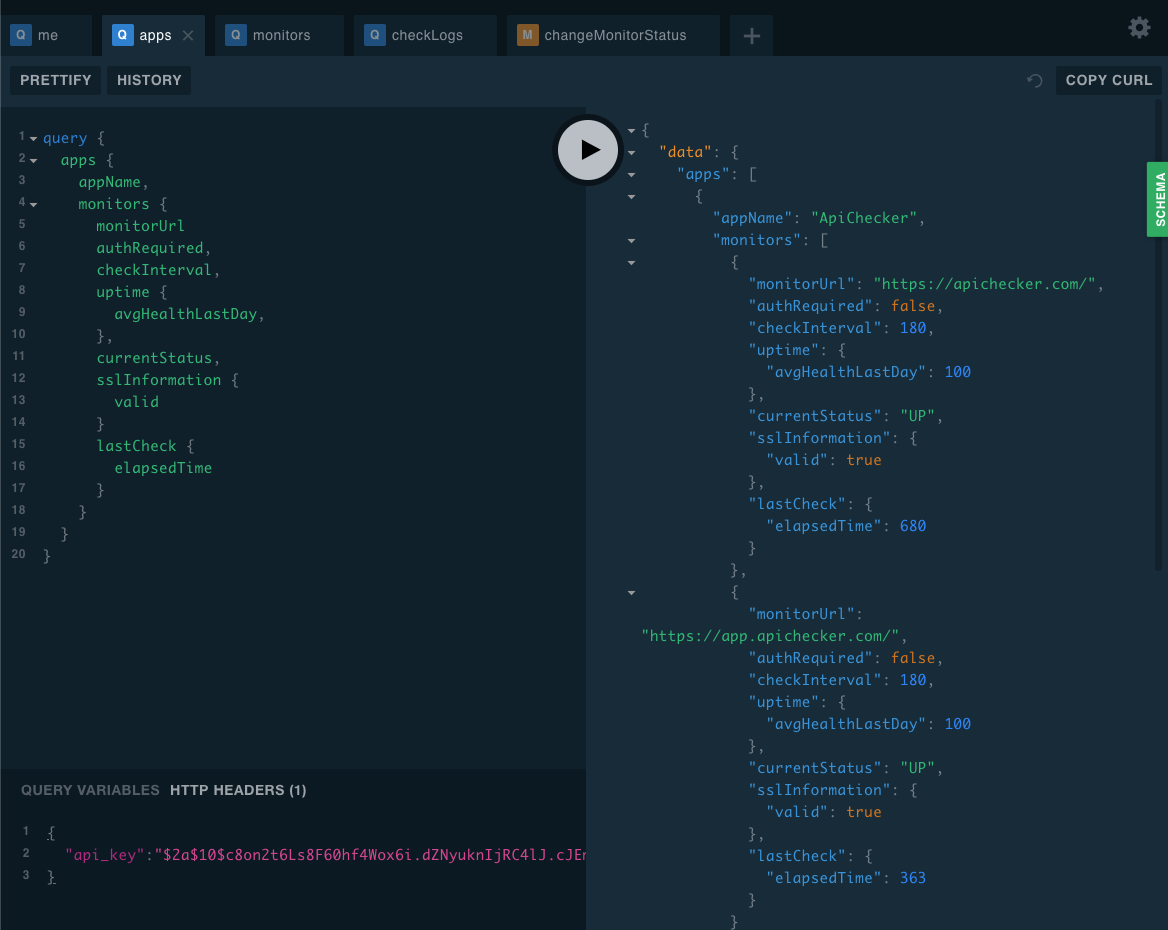 Q me
Q apps
Q monitors
Q checkLogs
M changeMonitorStatus
PRETTIFY
HISTORY
COPY CURL
1 query {
2 apps {
3 appName,
4 monitors {
5 monitorUrl
6 authRequired,
7 checkInterval,
8 uptime {
9 avgHealthLastDay,
10 },
11 currentStatus,
12 sslInformation {
13 valid
14 }
15 lastCheck {
16 elapsedTime
17 }
18 }
19 }
20 }
{
"data": {
"apps": [
{
"appName": "ApiChecker",
"monitors": [
{
"monitorUrl": "https://apichecker.com/",
"authRequired": false,
"checkInterval": 180,
"uptime": {
"avgHealthLastDay": 100
},
"currentStatus": "UP",
"sslInformation": {
"valid": true
},
"lastCheck": {
"elapsedTime": 680
}
},
{
"monitorUrl":
"https://app.apichecker.com/",
"authRequired": false,
"checkInterval": 180,
"uptime": {
"avgHealthLastDay": 100
},
"currentStatus": "UP",
"sslInformation": {
"valid": true
},
"lastCheck": {
"elapsedTime": 363
}
}
SCHEMA
QUERY VARIABLES HTTP HEADERS (1)
1 {
2 "api_key":"$2a$10$c8on2t6Ls8F60hf4Wox6i.dZNyuknIjRC4lJ.cJEr
3 }